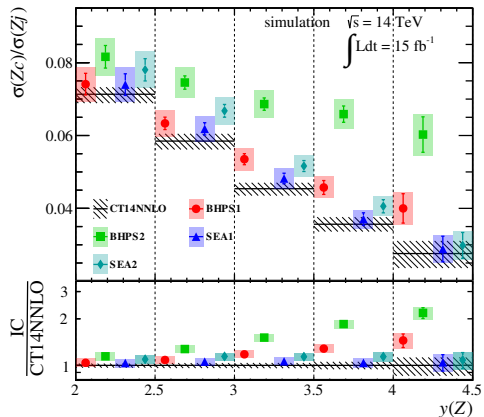 simulation √s = 14 TeV
∫Ldt = 15 fb⁻¹
σ(Zc)/σ(Zj)
0.08
0.06
0.04
CT14NNLO BHPS1
BHPS2 SEA1
SEA2
IC
CT14NNLO
3
2
1
2 2.5 3 3.5 4 4.5
y(Z)